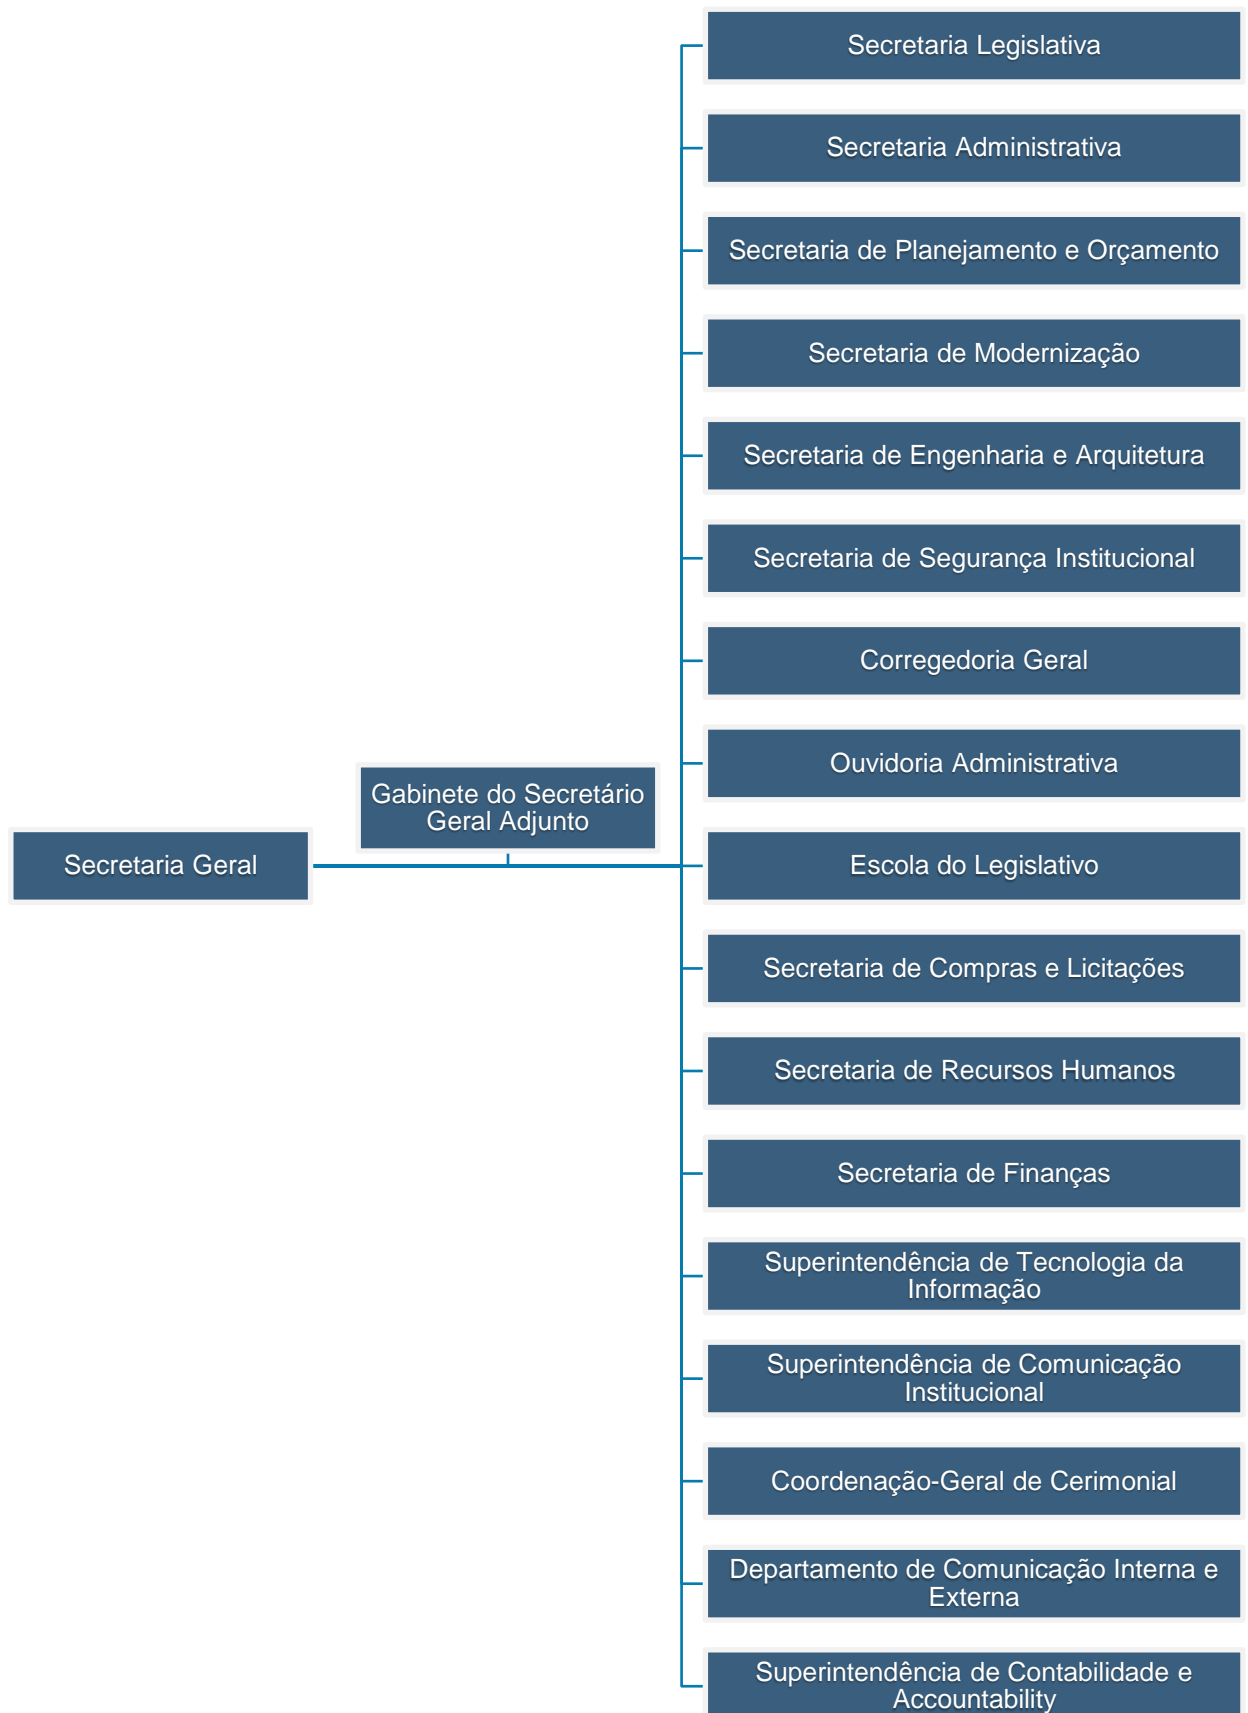 Secretaria Legislativa
Secretaria Administrativa
Secretaria de Planejamento e Orçamento
Secretaria de Modernização
Secretaria de Engenharia e Arquitetura
Secretaria de Segurança Institucional
Corregedoria Geral
Ouvidoria Administrativa
Gabinete do Secretário
Geral Adjunto
Secretaria Geral
Escola do Legislativo
Secretaria de Compras e Licitações
Secretaria de Recursos Humanos
Secretaria de Finanças
Superintendência de Tecnologia da
Informação
Superintendência de Comunicação
Institucional
Coordenação-Geral de Cerimonial
Departamento de Comunicação Interna e
Externa
Superintendência de Contabilidade e
Accountability